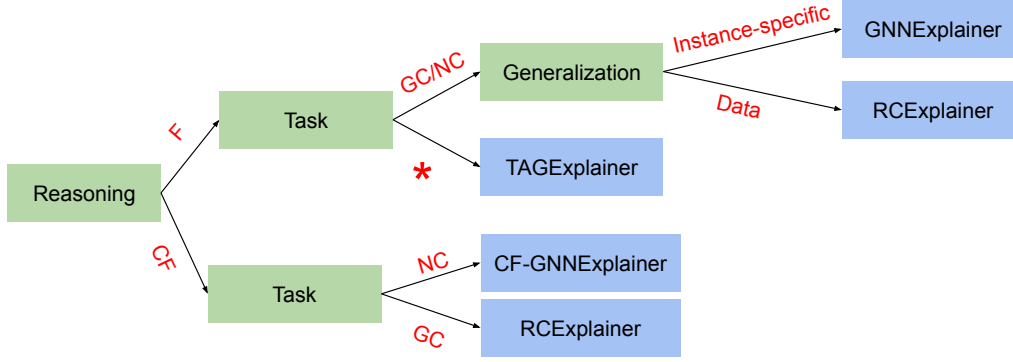 Instance-specific
GNNExplainer
GC/NC
Generalization
Data
RCExplainer
Task
F
*
TAGExplainer
Reasoning
CF
NC
CF-GNNExplainer
Task
GC
RCExplainer